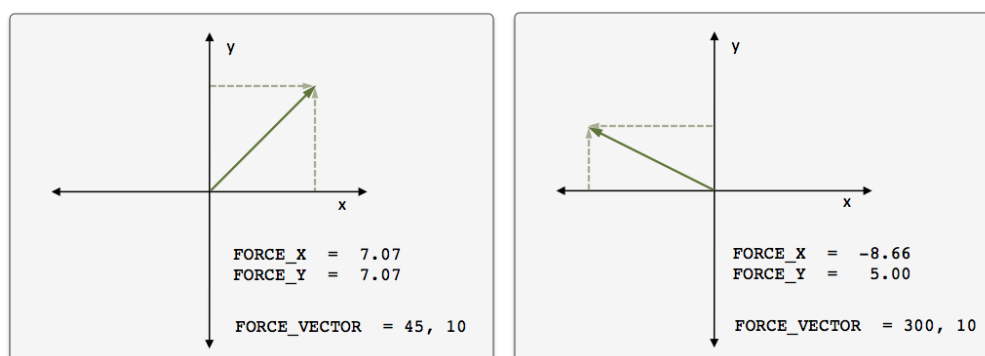 y
x
FORCE_X = 7.07
FORCE_Y = 7.07
FORCE_VECTOR = 45, 10
y
x
FORCE_X = -8.66
FORCE_Y = 5.00
FORCE_VECTOR = 300, 10